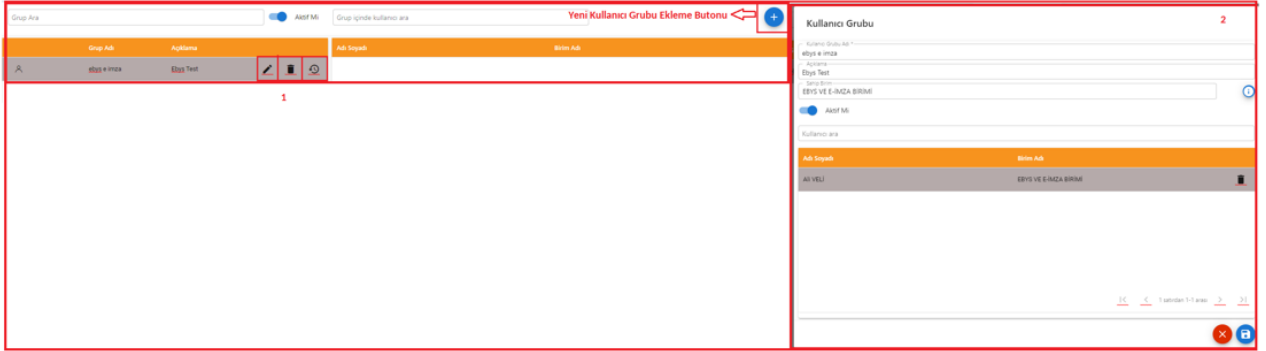 Grup Ara
Aktif Mi
Grup içinde kullanıcı ara
Yeni Kullanıcı Grubu Ekleme Butonu
Grup Adı
Açıklama
Adı Soyadı
Birim Adı
ebys e imza
Ebys Test
1
2
Kullanıcı Grubu
Kullanıcı Grubu Adı *
ebys e imza
Açıklama
Ebys Test
Sahip Birim
EBYS VE E-İMZA BİRİMİ
Aktif Mi
Kullanıcı ara
Adı Soyadı
Birim Adı
Ali VELİ
EBYS VE E-İMZA BİRİMİ
1 satırdan 1-1 arası